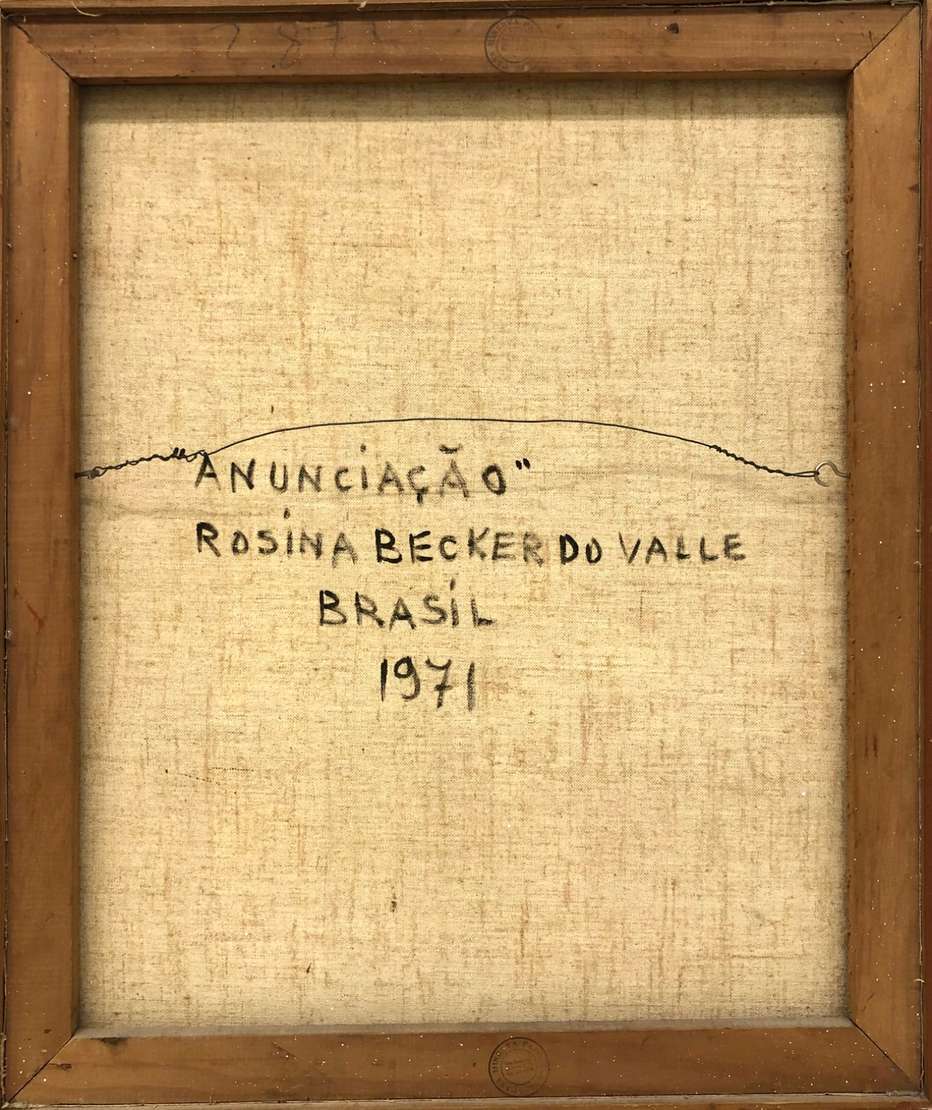 ANUNCIAÇÃO"
ROSINA BECKER DO VALLE
BRASIL
1971